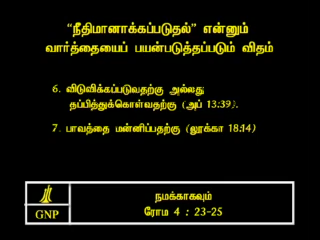 “நீதிமானாக்கப்படுதல்” என்னும்
வார்த்தையைப் பயன்படுத்தப்படும் விதம்
6. விடுவிக்கப்படுவதற்கு அல்லது
தப்பித்துக்கொள்வதற்கு (அப் 13:39).
7. பாவத்தை மன்னிப்பதற்கு (லூக்கா 18:14)
நமக்காகவும்
ரோம 4 : 23-25
GNP